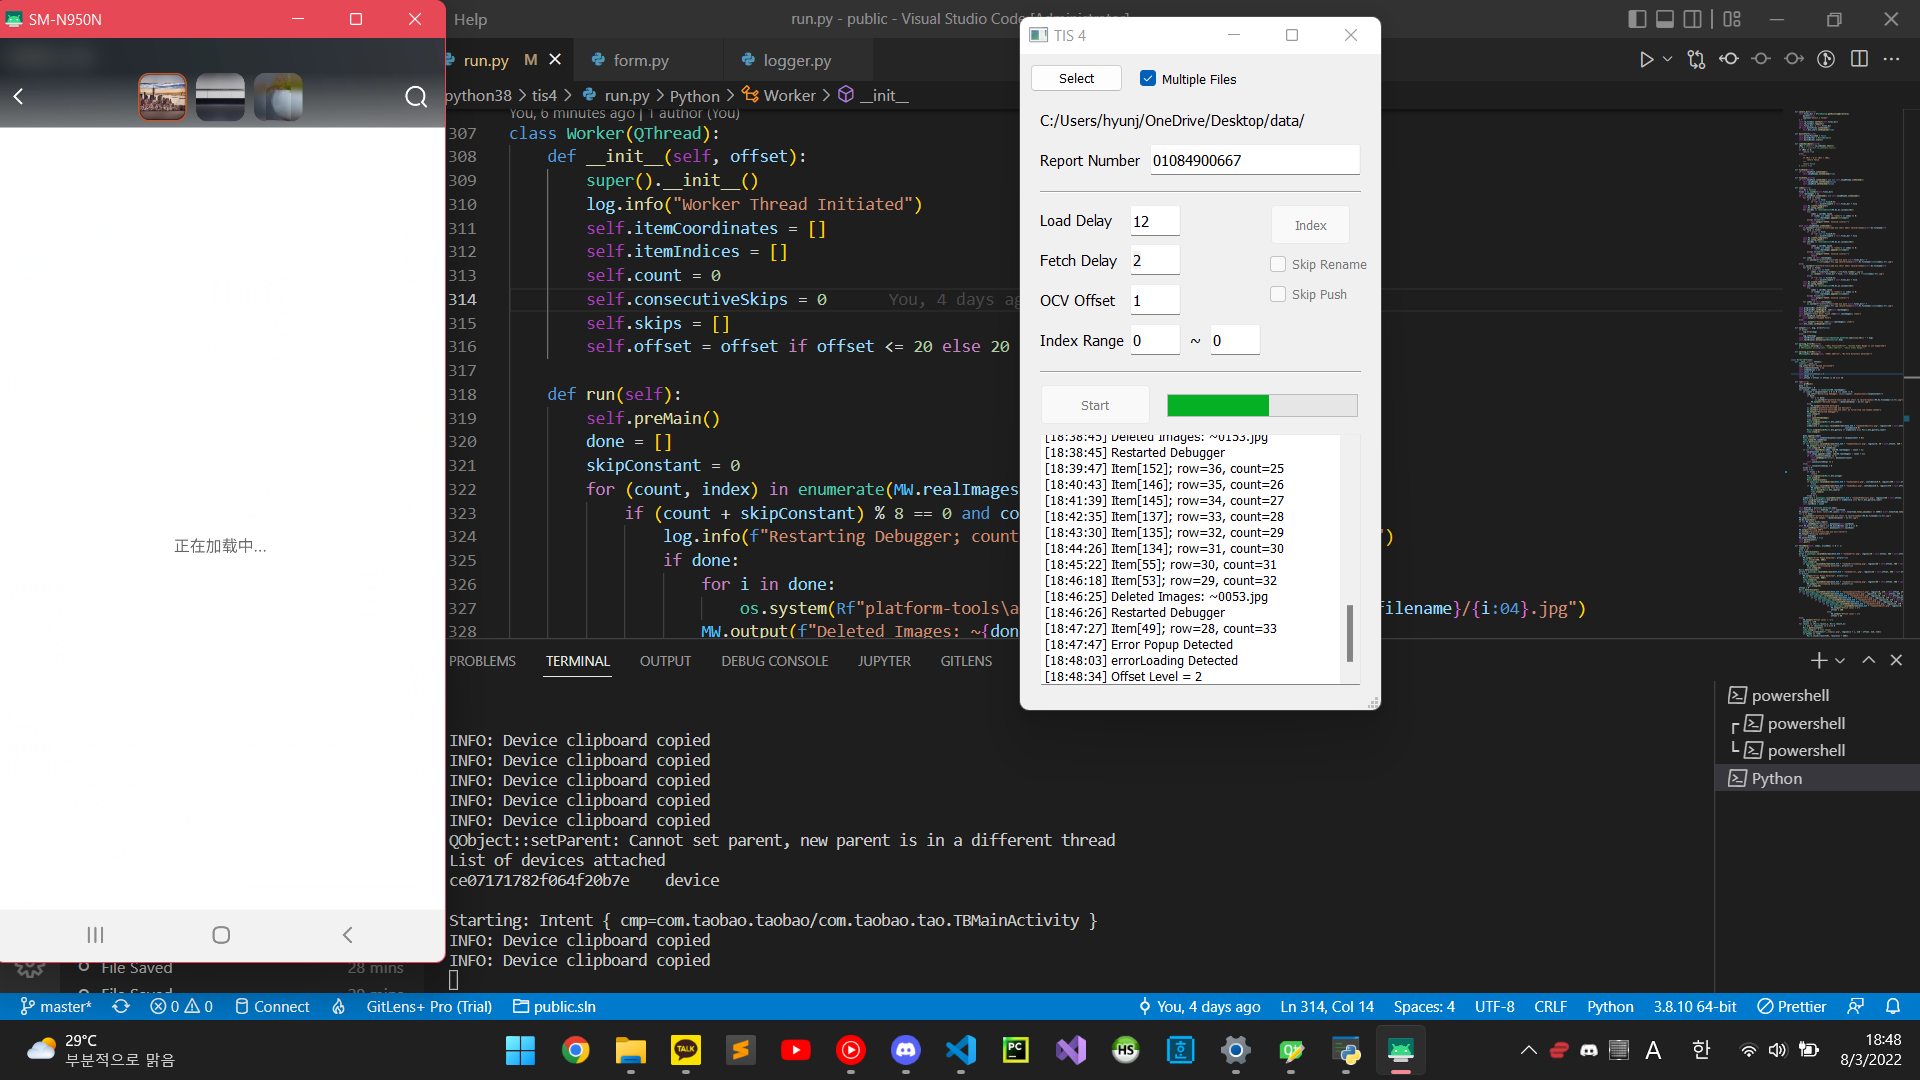 SM-N950N
正在加载中...
Help
run.py - public - Visual Studio Code [Administrator]
run.py M
form.py
logger.py
python38 > tis4 > run.py > Python > Worker > __init__
You, 6 minutes ago | 1 author (You)
307 class Worker(QThread):
308 def __init__(self, offset):
309 super().__init__()
310 log.info("Worker Thread Initiated")
311 self.itemCoordinates = []
312 self.itemIndices = []
313 self.count = 0
314 self.consecutiveSkips = 0 You, 4 days ag
315 self.skips = []
316 self.offset = offset if offset <= 20 else 20
317
318 def run(self):
319 self.preMain()
320 done = []
321 skipConstant = 0
322 for (count, index) in enumerate(MW.realImages
323 if (count + skipConstant) % 8 == 0 and co
324 log.info(f"Restarting Debugger; count ")
325 if done:
326 for i in done:
327 os.system(Rf"platform-tools\a filename}/{i:04}.jpg")
328 MW.output(f"Deleted Images: ~{don
TIS 4
Select
Multiple Files
C:/Users/hyunj/OneDrive/Desktop/data/
Report Number 01084900667
Load Delay 12
Index
Fetch Delay 2
Skip Rename
OCV Offset 1
Skip Push
Index Range 0 ~ 0
Start
[18:38:45] Deleted Images: ~0153.jpg
[18:38:45] Restarted Debugger
[18:39:47] Item[152]; row=36, count=25
[18:40:43] Item[146]; row=35, count=26
[18:41:39] Item[145]; row=34, count=27
[18:42:35] Item[137]; row=33, count=28
[18:43:30] Item[135]; row=32, count=29
[18:44:26] Item[134]; row=31, count=30
[18:45:22] Item[55]; row=30, count=31
[18:46:18] Item[53]; row=29, count=32
[18:46:25] Deleted Images: ~0053.jpg
[18:46:26] Restarted Debugger
[18:47:27] Item[49]; row=28, count=33
[18:47:47] Error Popup Detected
[18:48:03] errorLoading Detected
[18:48:34] Offset Level = 2
PROBLEMS TERMINAL OUTPUT DEBUG CONSOLE JUPYTER GITLENS
INFO: Device clipboard copied
INFO: Device clipboard copied
INFO: Device clipboard copied
INFO: Device clipboard copied
INFO: Device clipboard copied
QObject::setParent: Cannot set parent, new parent is in a different thread
List of devices attached
ce07171782f064f20b7e device
Starting: Intent { cmp=com.taobao.taobao/com.taobao.tao.TBMainActivity }
INFO: Device clipboard copied
INFO: Device clipboard copied
powershell
powershell
powershell
Python
File Saved 28 mins
master* 0 0 Connect GitLens+ Pro (Trial) public.sln
You, 4 days ago Ln 314, Col 14 Spaces: 4 UTF-8 CRLF Python 3.8.10 64-bit Prettier
29°C
부분적으로 맑음
TALK
PC
HS
A
한
18:48
8/3/2022